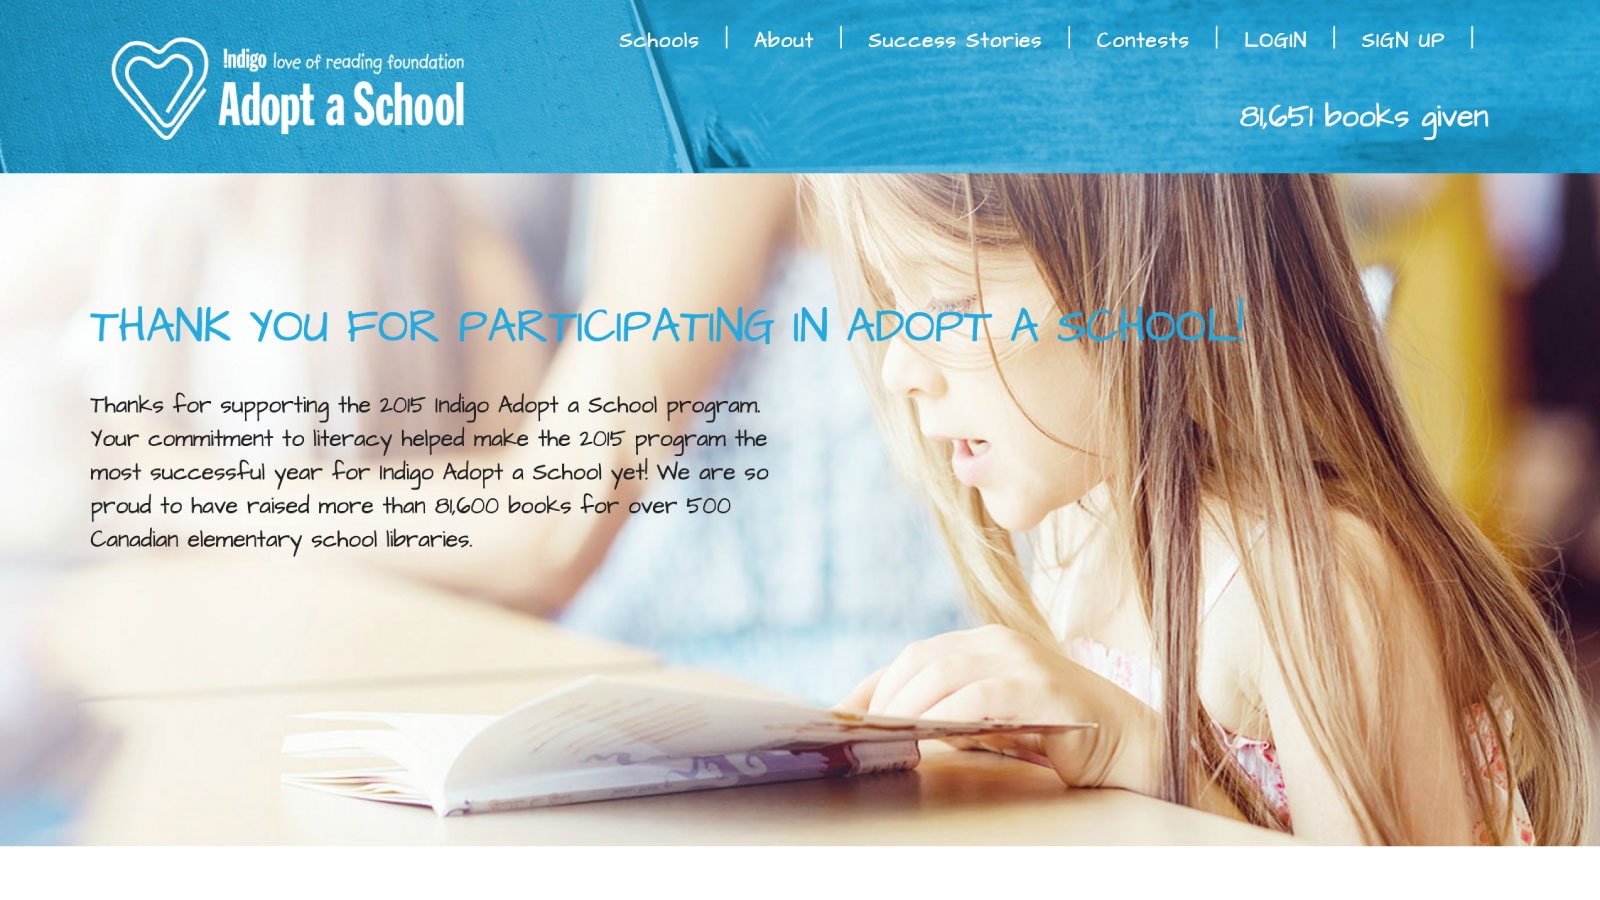 Schools
About
Success Stories
Contests
LOGIN
SIGN UP
Indigo love of reading foundation
Adopt a School
81,651 books given
THANK YOU FOR PARTICIPATING IN ADOPT A SCHOOL!
Thanks for supporting the 2015 Indigo Adopt a School program.
Your commitment to literacy helped make the 2015 program the
most successful year for Indigo Adopt a School yet! We are so
proud to have raised more than 81,600 books for over 500
Canadian elementary school libraries.